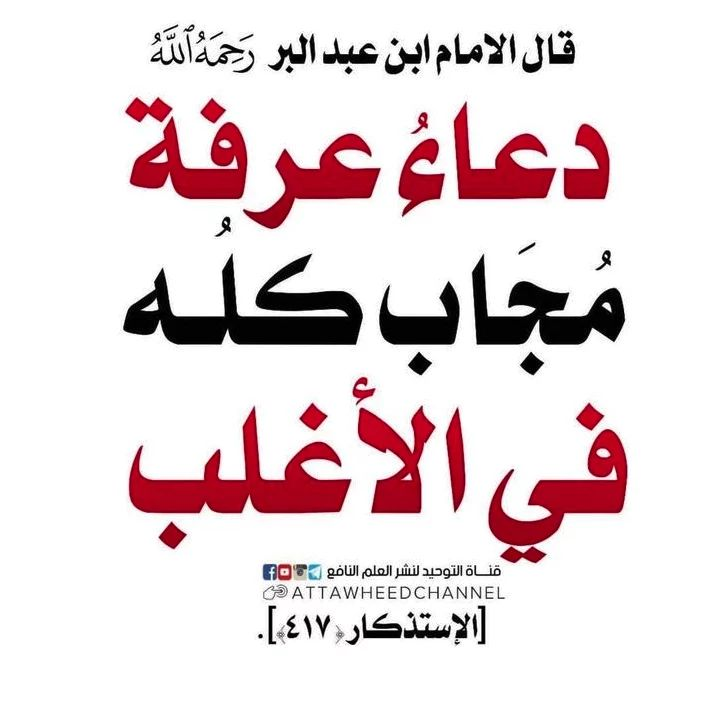 قال الامام ابن عبد البر رَحِمَهُ ٱللَّهُ
دعاءُ عرفة
مُجَاب كلُه
في الأغلب
قنـــاة التوحيد لنشر العلم النافع
ATTAWHEEDCHANNEL
[الإستذكار ﴿٤١٧﴾].